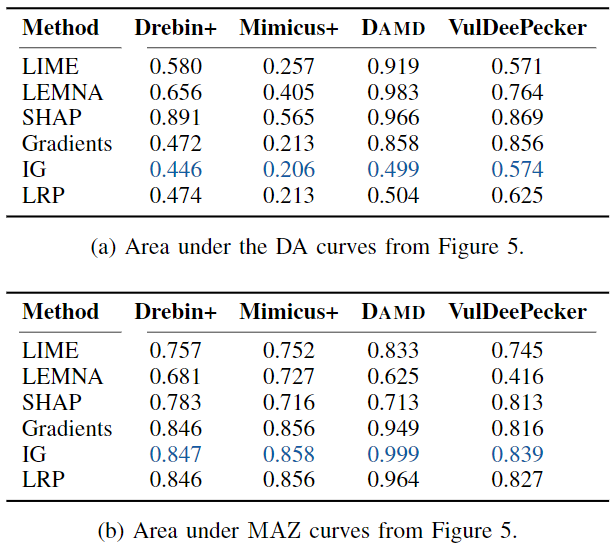 Method Drebin+ Mimicus+ DAMD VulDeePecker
LIME 0.580 0.257 0.919 0.571
LEMNA 0.656 0.405 0.983 0.764
SHAP 0.891 0.565 0.966 0.869
Gradients 0.472 0.213 0.858 0.856
IG 0.446 0.206 0.499 0.574
LRP 0.474 0.213 0.504 0.625
(a) Area under the DA curves from Figure 5.
Method Drebin+ Mimicus+ DAMD VulDeePecker
LIME 0.757 0.752 0.833 0.745
LEMNA 0.681 0.727 0.625 0.416
SHAP 0.783 0.716 0.713 0.813
Gradients 0.846 0.856 0.949 0.816
IG 0.847 0.858 0.999 0.839
LRP 0.846 0.856 0.964 0.827
(b) Area under MAZ curves from Figure 5.